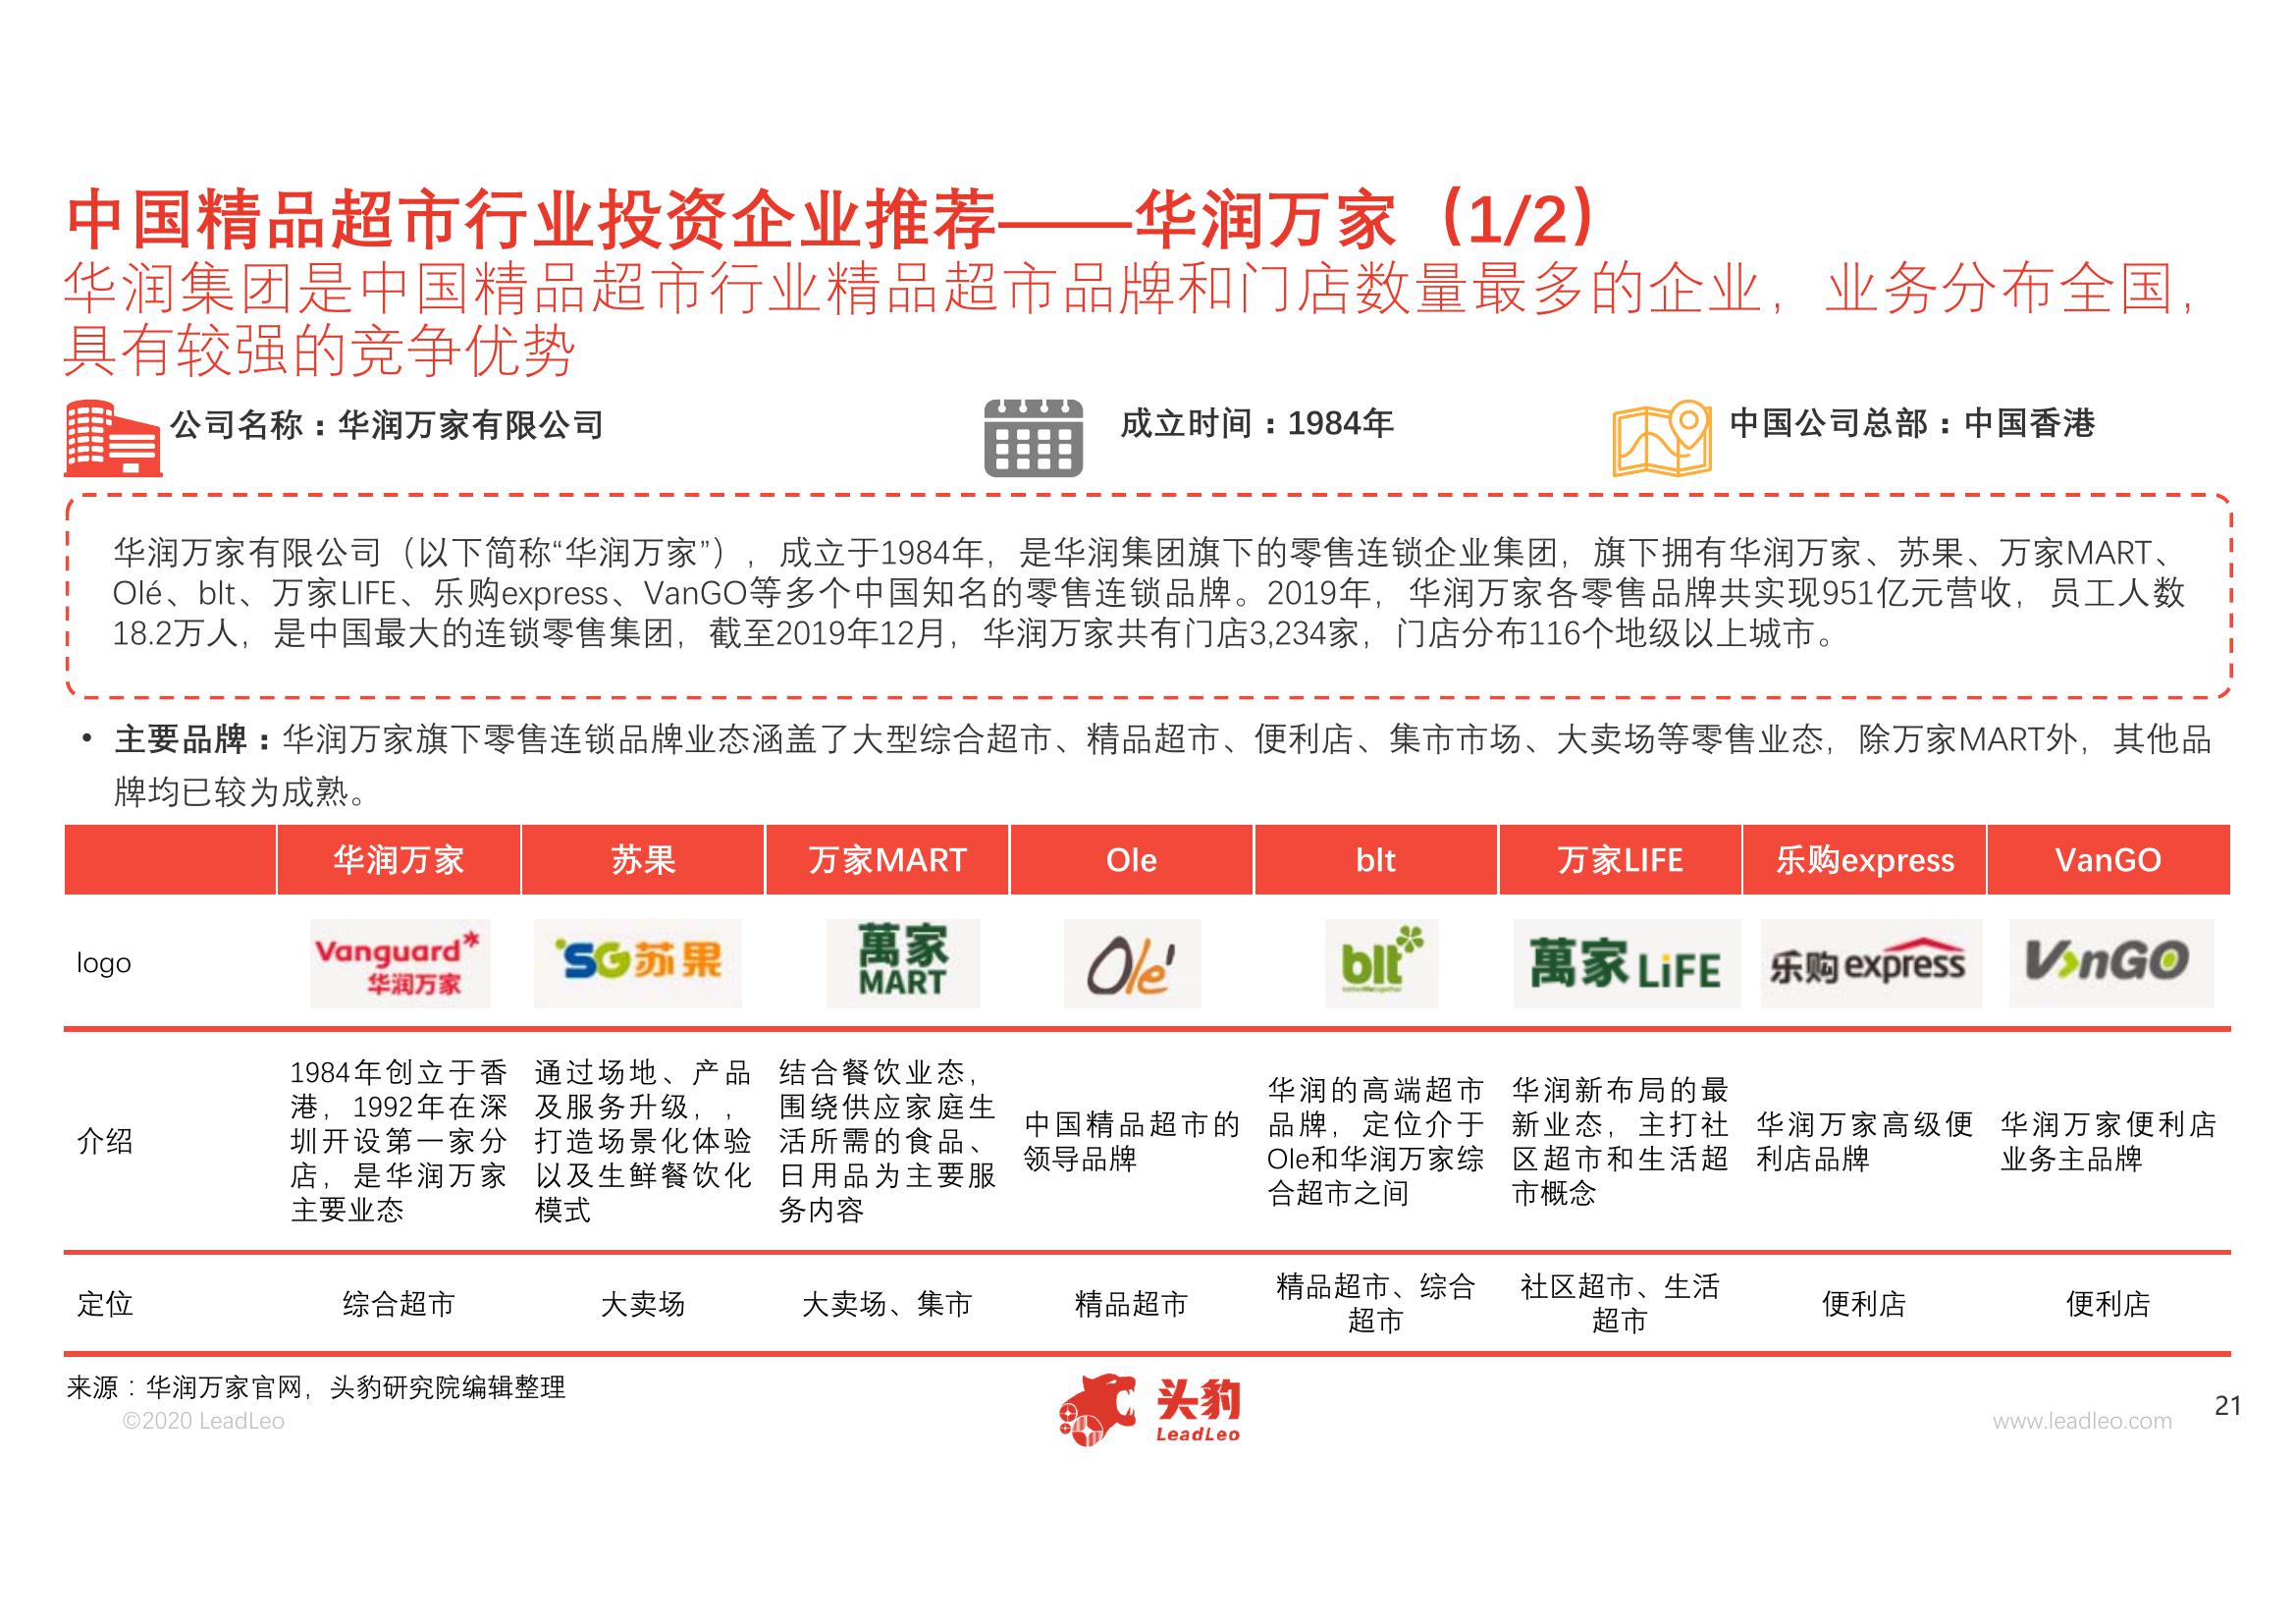 中国精品超市行业投资企业推荐——华润万家（1/2）
华润集团是中国精品超市行业精品超市品牌和门店数量最多的企业，业务分布全国，
具有较强的竞争优势
公司名称：华润万家有限公司
成立时间：1984年
中国公司总部：中国香港
华润万家有限公司（以下简称“华润万家”），成立于1984年，是华润集团旗下的零售连锁企业集团，旗下拥有华润万家、苏果、万家MART、
Olé、blt、万家LIFE、乐购express、VanGO等多个中国知名的零售连锁品牌。2019年，华润万家各零售品牌共实现951亿元营收，员工人数
18.2万人，是中国最大的连锁零售集团，截至2019年12月，华润万家共有门店3,234家，门店分布116个地级以上城市。
• 主要品牌：华润万家旗下零售连锁品牌业态涵盖了大型综合超市、精品超市、便利店、集市市场、大卖场等零售业态，除万家MART外，其他品
牌均已较为成熟。
华润万家 苏果 万家MART Ole blt 万家LIFE 乐购express VanGO
logo
Vanguard
华润万家
SG苏果
萬家
MART
Ole'
blt
萬家 LiFE
乐购express
VanGO
介绍
1984年创立于香
港，1992年在深
圳开设第一家分
店，是华润万家
主要业态
通过场地、产品
及服务升级，，
打造场景化体验
以及生鲜餐饮化
模式
结合餐饮业态，
围绕供应家庭生
活所需的食品、
日用品为主要服
务内容
中国精品超市的
领导品牌
华润的高端超市
品牌，定位介于
Ole和华润万家综
合超市之间
华润新布局的最
新业态，主打社
区超市和生活超
市概念
华润万家高级便
利店品牌
华润万家便利店
业务主品牌
定位
综合超市
大卖场
大卖场、集市
精品超市
精品超市、综合
超市
社区超市、生活
超市
便利店
便利店
来源：华润万家官网，头豹研究院编辑整理
©2020 LeadLeo
头豹
LeadLeo
www.leadleo.com
21